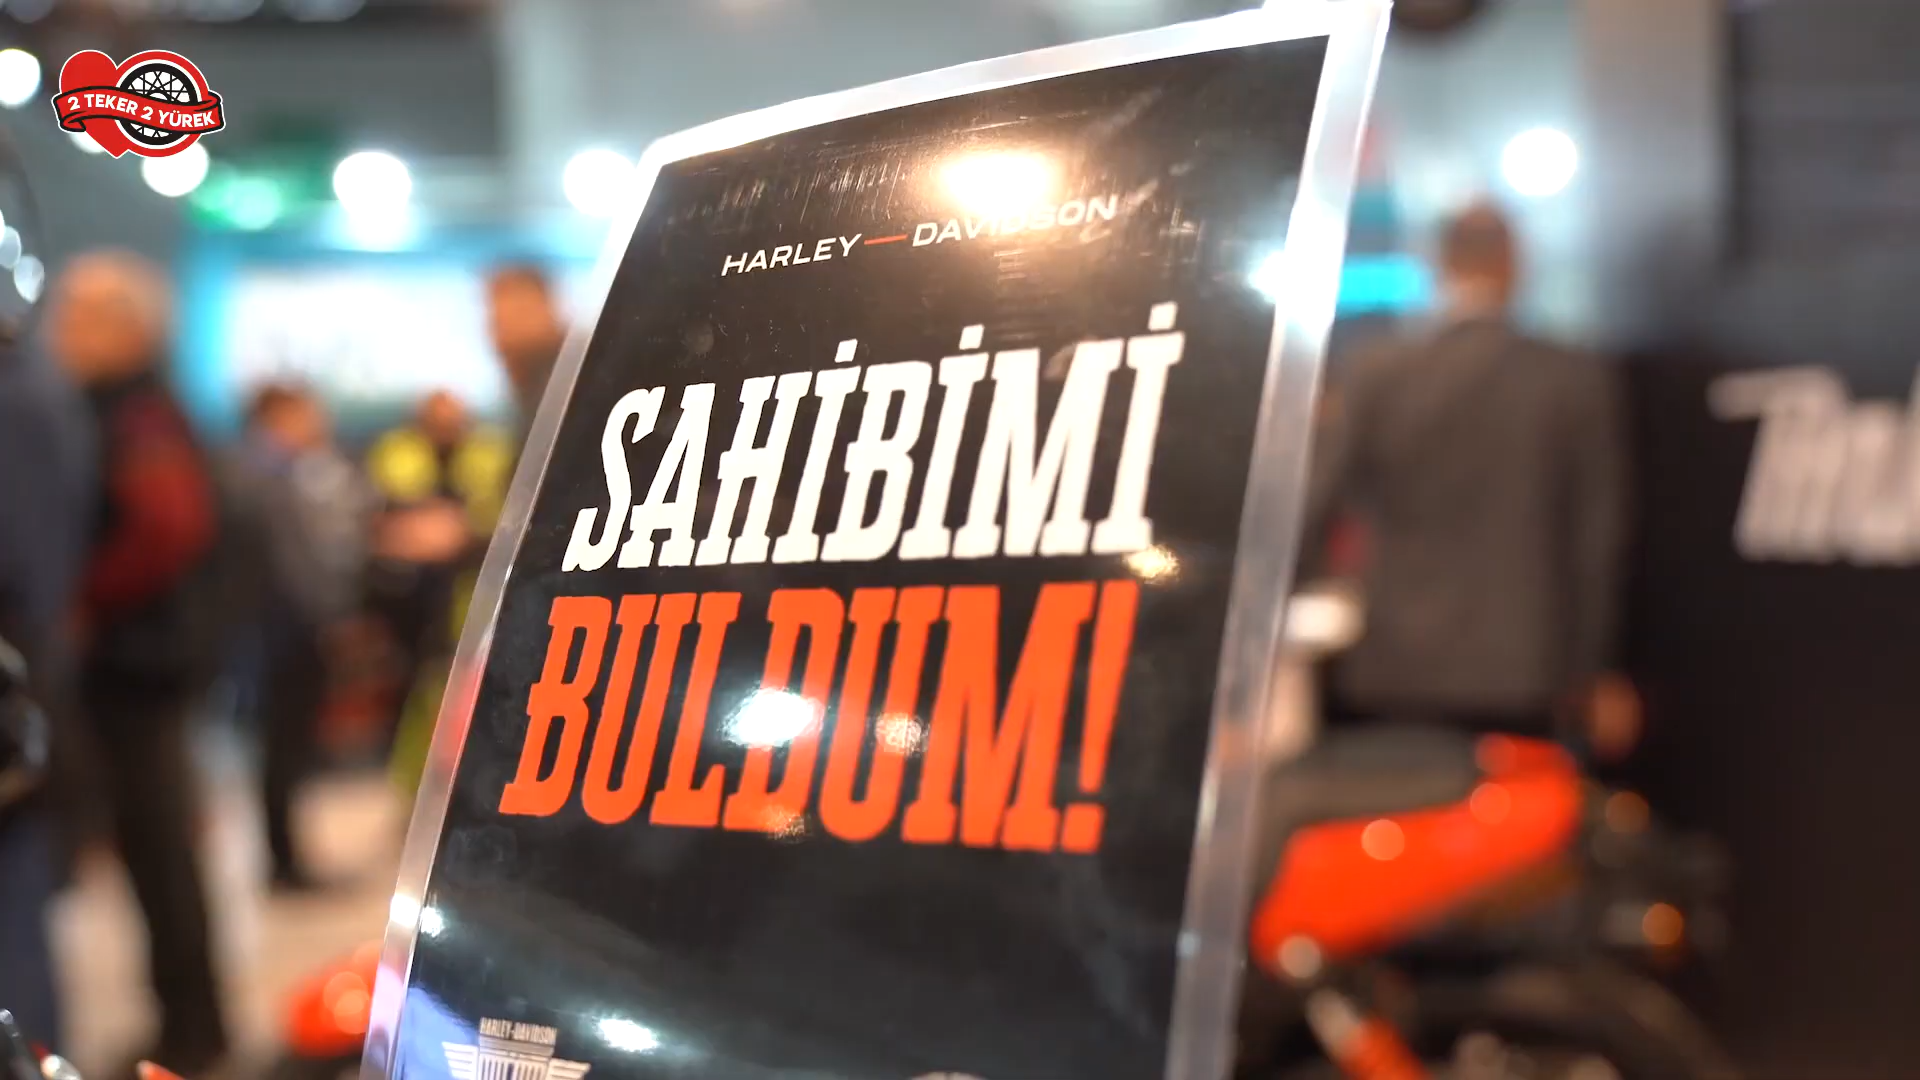 2 TEKER 2 YÜREK
HARLEY—DAVIDSON
SAHİBİMİ
BULDUM!
HARLEY-DAVIDSON